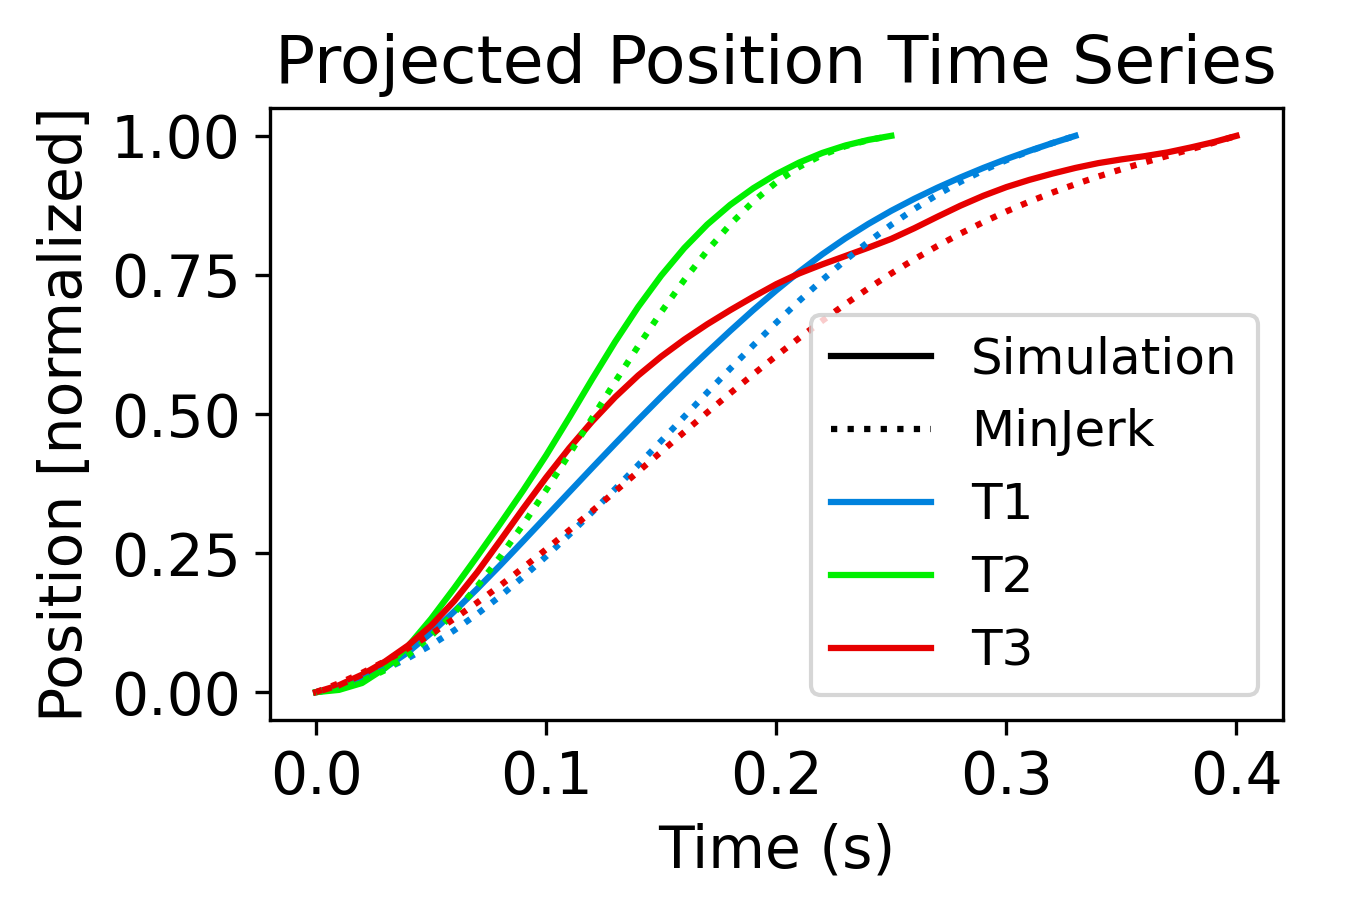 Projected Position Time Series
Position [normalized]
1.00
0.75
0.50
0.25
0.00
Simulation
MinJerk
T1
T2
T3
0.0 0.1 0.2 0.3 0.4
Time (s)